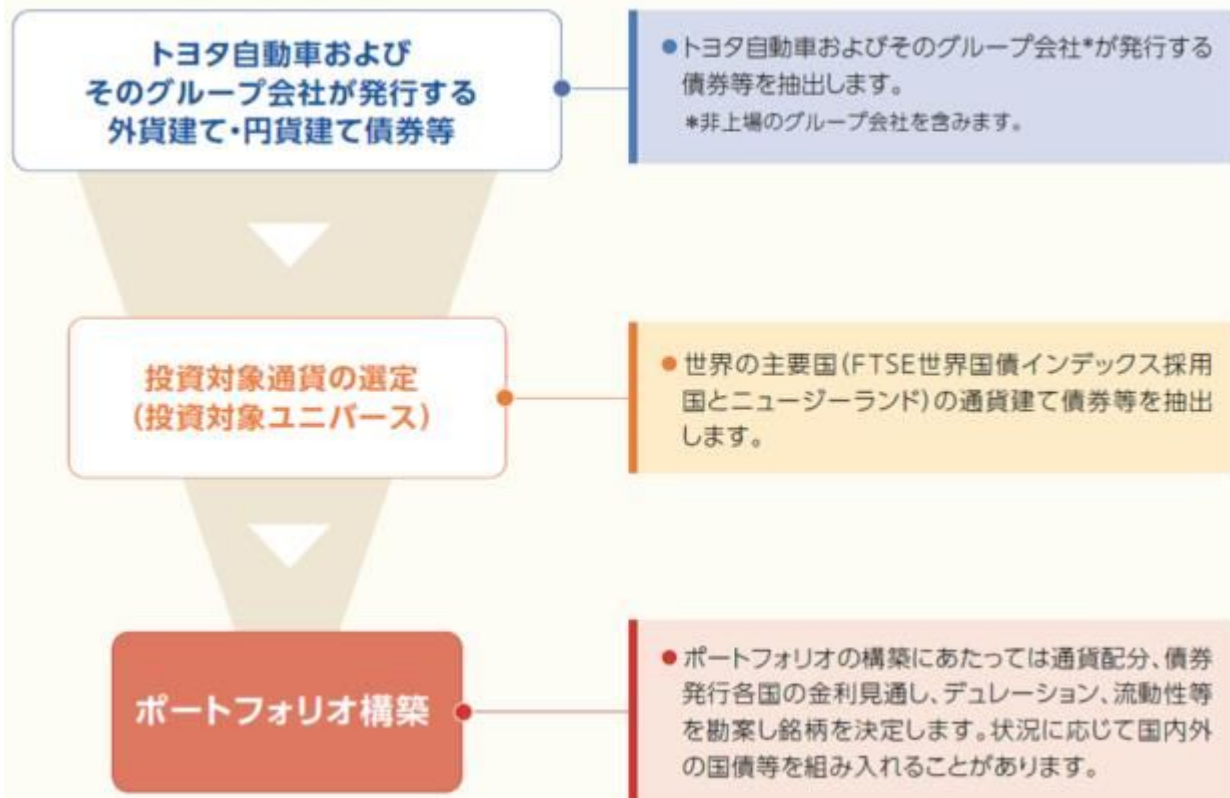 トヨタ自動車および
そのグループ会社が発行する
外貨建て・円貨建て債券等
●トヨタ自動車およびそのグループ会社*が発行する
債券等を抽出します。
*非上場のグループ会社を含みます。
投資対象通貨の選定
(投資対象ユニバース)
●世界の主要国(FTSE世界国債インデックス採用
国とニュージーランド)の通貨建て債券等を抽出
します。
ポートフォリオ構築
●ポートフォリオの構築にあたっては通貨配分、債券
発行各国の金利見通し、デュレーション、流動性等
を勘案し銘柄を決定します。状況に応じて国内外
の国債等を組み入れることがあります。